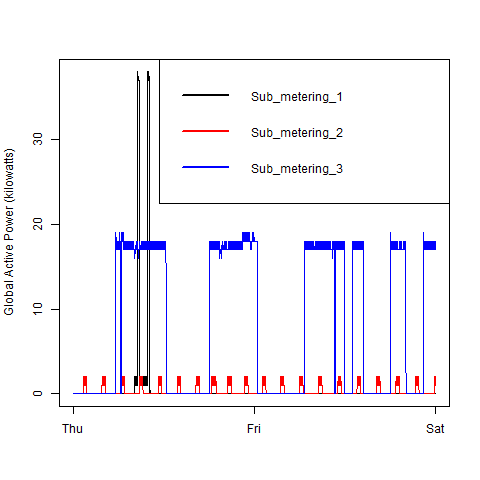 Sub_metering_1
Sub_metering_2
Sub_metering_3
Global Active Power (kilowatts)
30
20
10
0
Thu
Fri
Sat